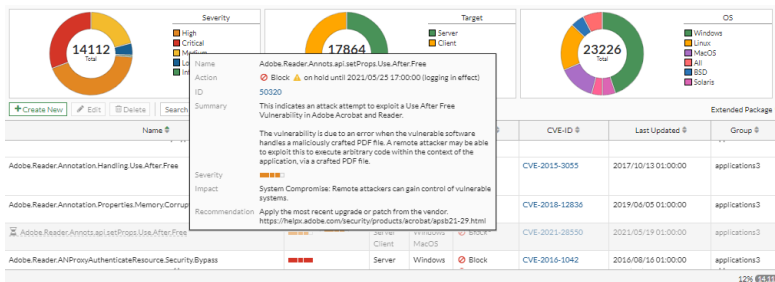 Severity
14112
Total
High
Critical
Medium
Target
17864
Server
Client
OS
23226
Total
Windows
Linux
MacOS
All
BSD
Solaris
Name Adobe.Reader.Annots.api.setProps.Use.After.Free
Action Block on hold until 2021/05/25 17:00:00 (logging in effect)
ID 50320
Summary This indicates an attack attempt to exploit a Use After Free
Vulnerability in Adobe Acrobat and Reader.
The vulnerability is due to an error when the vulnerable software
handles a maliciously crafted PDF file. A remote attacker may be able
to exploit this to execute arbitrary code within the context of the
application, via a crafted PDF file.
Severity
Impact System Compromise: Remote attackers can gain control of vulnerable
systems.
Recommendation Apply the most recent upgrade or patch from the vendor.
https://helpx.adobe.com/security/products/acrobat/apsb21-29.html
+Create New Edit Delete Search Extended Package
Name CVE-ID Last Updated Group
Adobe.Reader.Annotation.Handling.Use.After.Free CVE-2015-3055 2017/10/13 01:00:00 applications3
Adobe.Reader.Annotation.Properties.Memory.Corrup CVE-2018-12836 2019/06/05 01:00:00 applications3
Adobe.Reader.Annots.api.setProps.Use.After.Free Server Windows Block CVE-2021-28550 2021/05/19 01:00:00 applications3
Client MacOS
Adobe.Reader.ANProxyAuthenticateResource.Security.Bypass Server Windows Block CVE-2016-1042 2016/08/16 01:00:00 applications3
12%